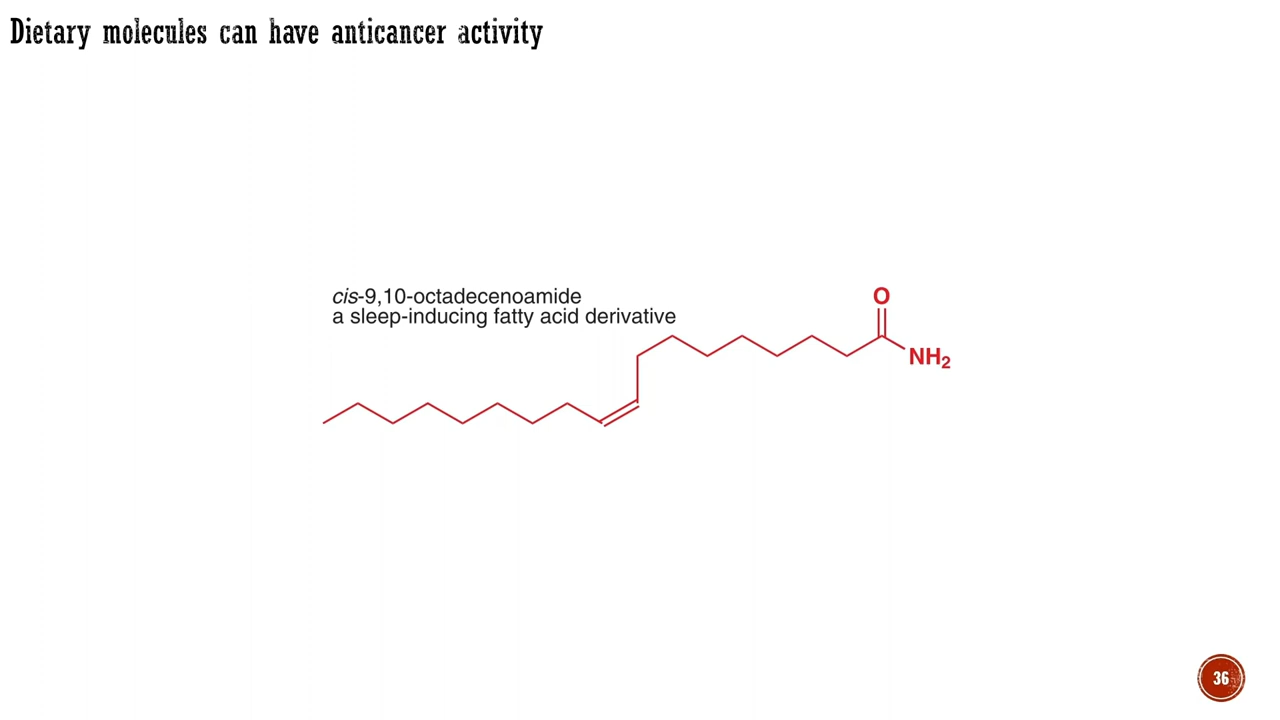 Dietary molecules can have anticancer activity
cis-9,10-octadecenoamide
a sleep-inducing fatty acid derivative
O
NH2
36